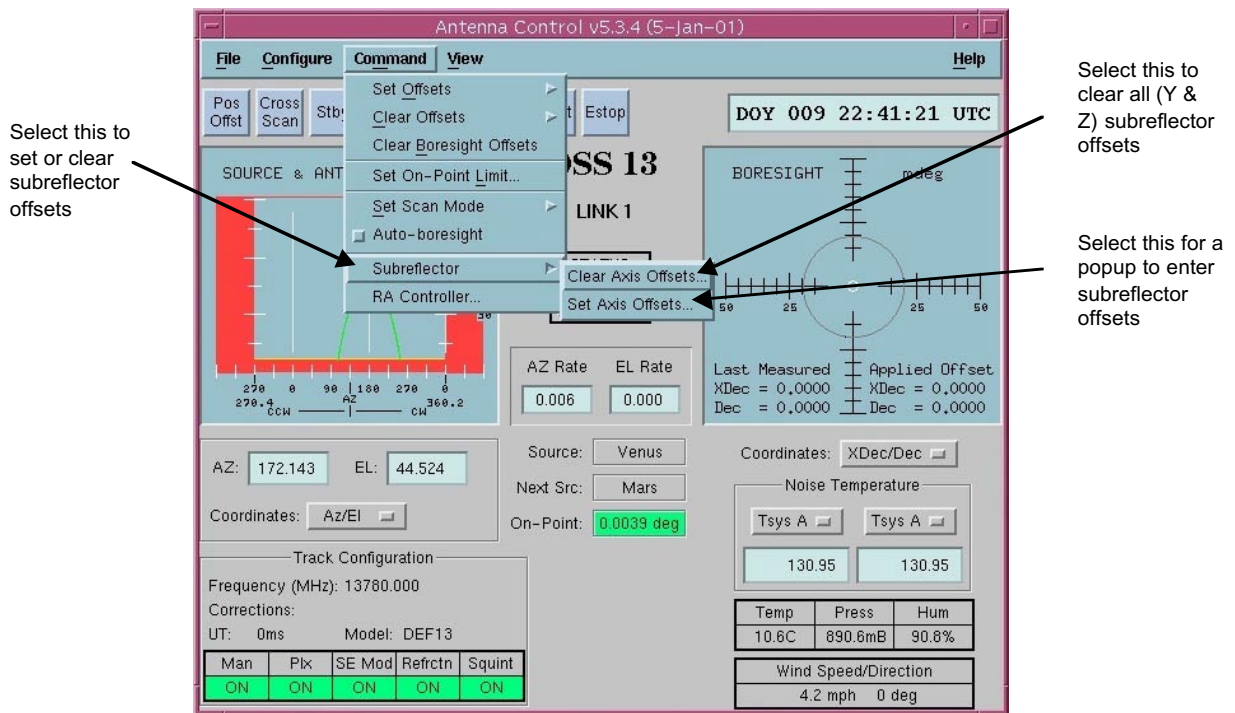 Antenna Control v5.3.4 (5-Jan-01)
File Configure Command View Help
Pos Offst
Cross Scan
Estop
DOY 009 22:41:21 UTC
Set Offsets
Clear Offsets
Clear Boresight Offsets
Set On-Point Limit...
Set Scan Mode
Auto-boresight
Subreflector
RA Controller...
Clear Axis Offsets...
Set Axis Offsets...
Select this to
set or clear
subreflector
offsets
Select this to
clear all (Y &
Z) subreflector
offsets
Select this for a
popup to enter
subreflector
offsets
SOURCE & ANT
SS 13
LINK 1
BORESIGHT mdeg
50 25 25 50
270 0 90 180 270 0
270.4 CCW AZ CW 360.2
AZ Rate EL Rate
0.006 0.000
Last Measured Applied Offset
XDec = 0.0000 XDec = 0.0000
Dec = 0.0000 Dec = 0.0000
AZ: 172.143 EL: 44.524
Coordinates: Az/El
Source: Venus
Next Src: Mars
On-Point: 0.0039 deg
Coordinates: XDec/Dec
Noise Temperature
Tsys A Tsys A
130.95 130.95
Track Configuration
Frequency (MHz): 13780.000
Corrections:
UT: 0ms Model: DEF13
Man Plx SE Mod Refrctn Squint
ON ON ON ON ON
Temp Press Hum
10.6C 890.6mB 90.8%
Wind Speed/Direction
4.2 mph 0 deg